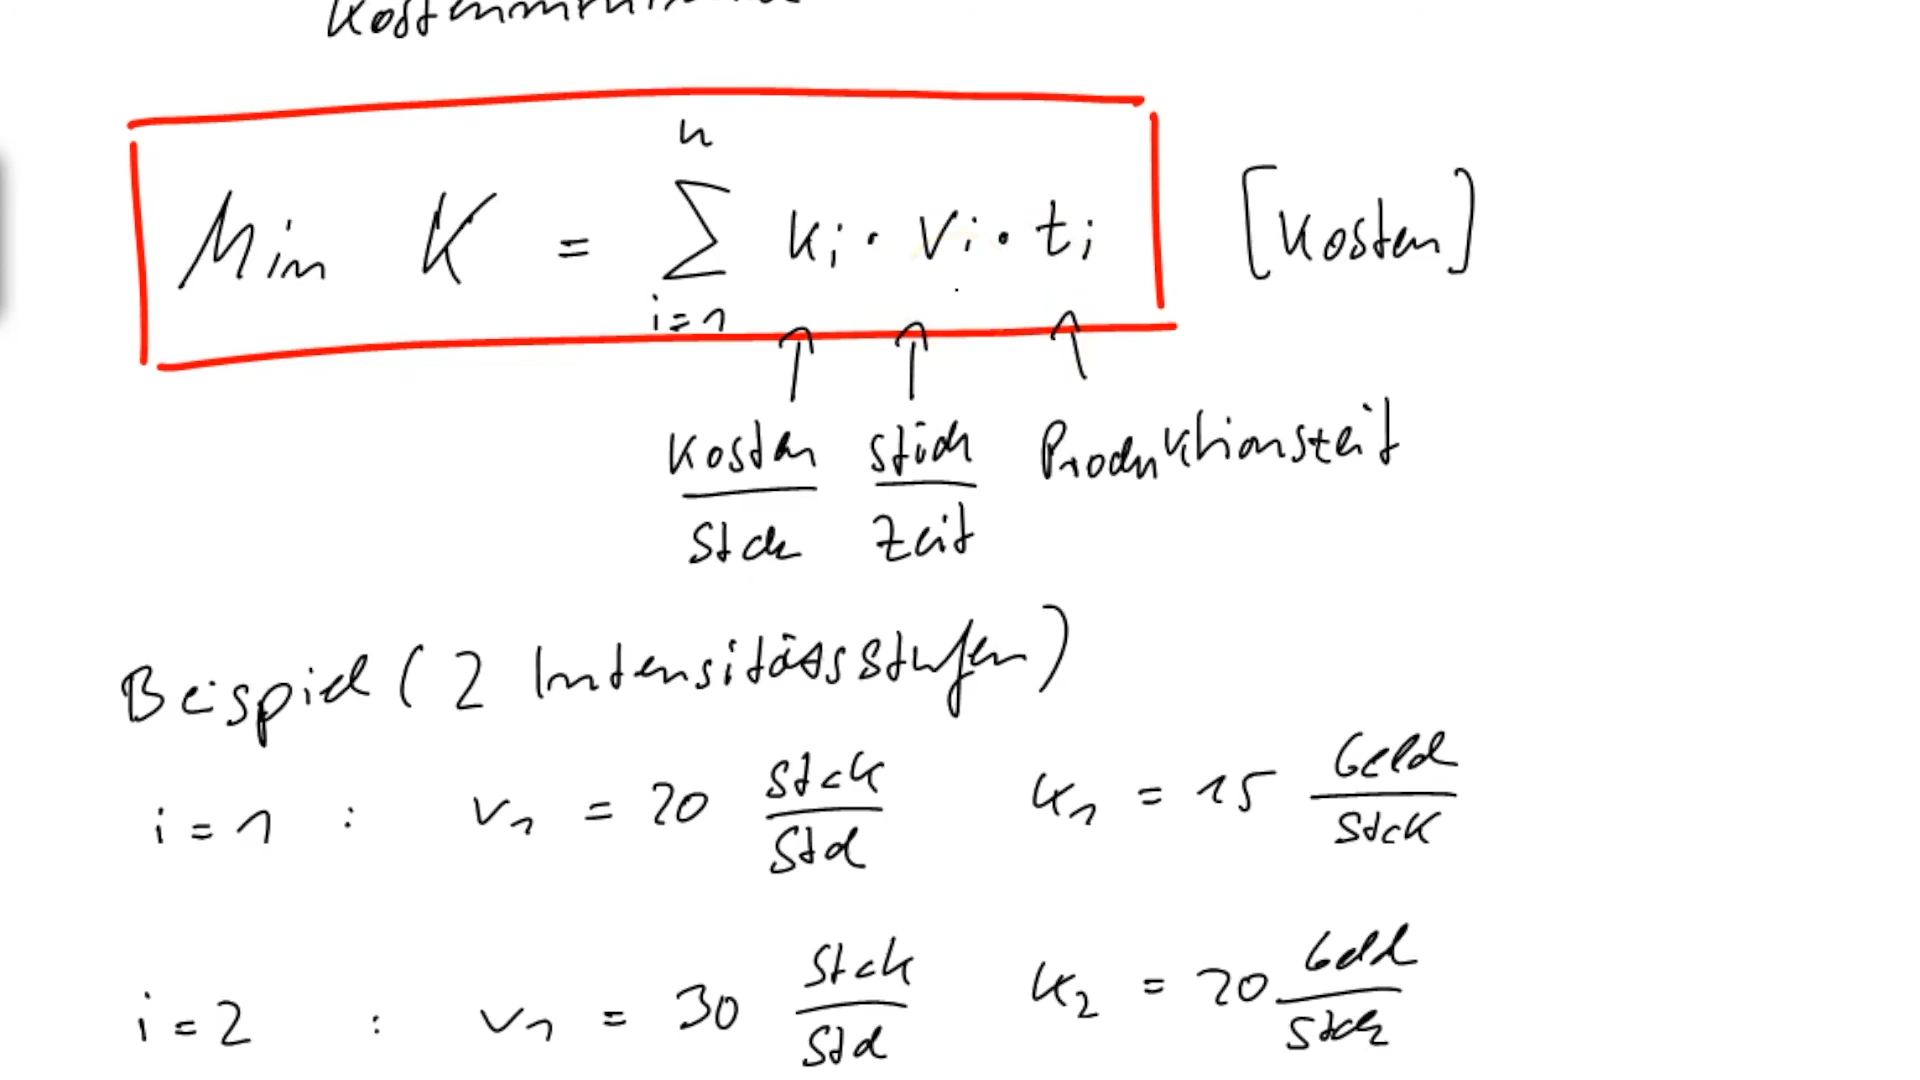 Min K = n ∑ i=1 ki · vi · ti [Kosten]
Kosten/Stck Stück/Zeit Produktionszeit
Beispiel (2 Intensitätsstufen)
i=1 : v1 = 20 Stck/Std k1 = 15 Geld/Stck
i=2 : v1 = 30 Stck/Std k2 = 20 Geld/Stck